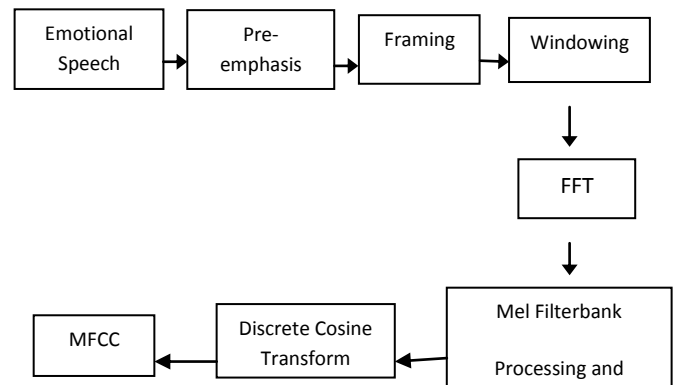 Emotional
Speech
Pre-
emphasis
Framing
Windowing
FFT
Mel Filterbank
Processing and
Discrete Cosine
Transform
MFCC